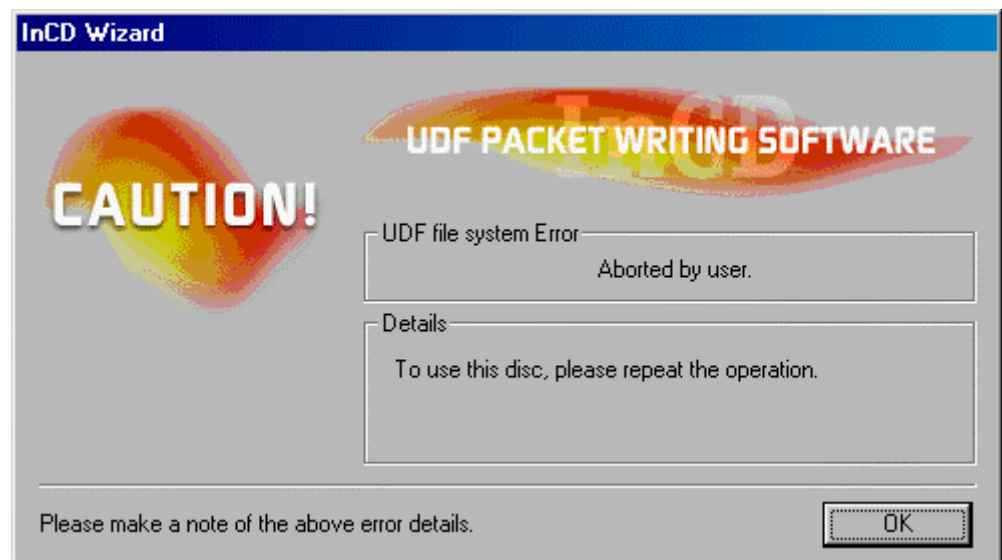 InCD Wizard
InCD
UDF PACKET WRITING SOFTWARE
CAUTION!
UDF file system Error
Aborted by user.
Details
To use this disc, please repeat the operation.
Please make a note of the above error details.
OK